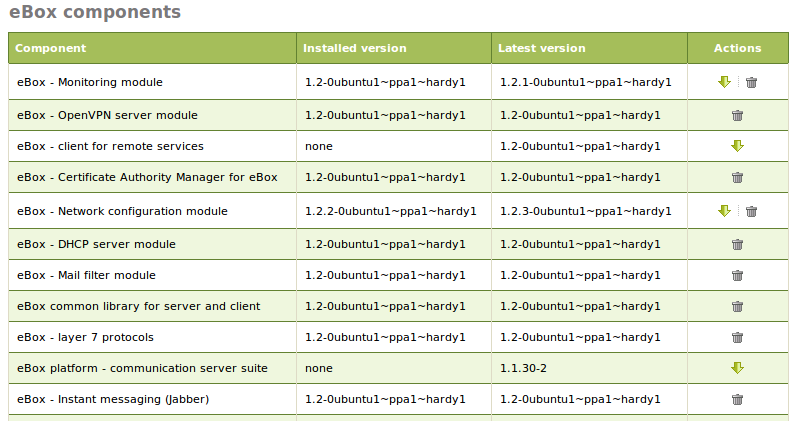 eBox components
Component Installed version Latest version Actions
eBox - Monitoring module 1.2-0ubuntu1~ppa1~hardy1 1.2.1-0ubuntu1~ppa1~hardy1
eBox - OpenVPN server module 1.2-0ubuntu1~ppa1~hardy1 1.2-0ubuntu1~ppa1~hardy1
eBox - client for remote services none 1.2-0ubuntu1~ppa1~hardy1
eBox - Certificate Authority Manager for eBox 1.2-0ubuntu1~ppa1~hardy1 1.2-0ubuntu1~ppa1~hardy1
eBox - Network configuration module 1.2.2-0ubuntu1~ppa1~hardy1 1.2.3-0ubuntu1~ppa1~hardy1
eBox - DHCP server module 1.2-0ubuntu1~ppa1~hardy1 1.2-0ubuntu1~ppa1~hardy1
eBox - Mail filter module 1.2-0ubuntu1~ppa1~hardy1 1.2-0ubuntu1~ppa1~hardy1
eBox common library for server and client 1.2-0ubuntu1~ppa1~hardy1 1.2-0ubuntu1~ppa1~hardy1
eBox - layer 7 protocols 1.2-0ubuntu1~ppa1~hardy1 1.2-0ubuntu1~ppa1~hardy1
eBox platform - communication server suite none 1.1.30-2
eBox - Instant messaging (Jabber) 1.2-0ubuntu1~ppa1~hardy1 1.2-0ubuntu1~ppa1~hardy1